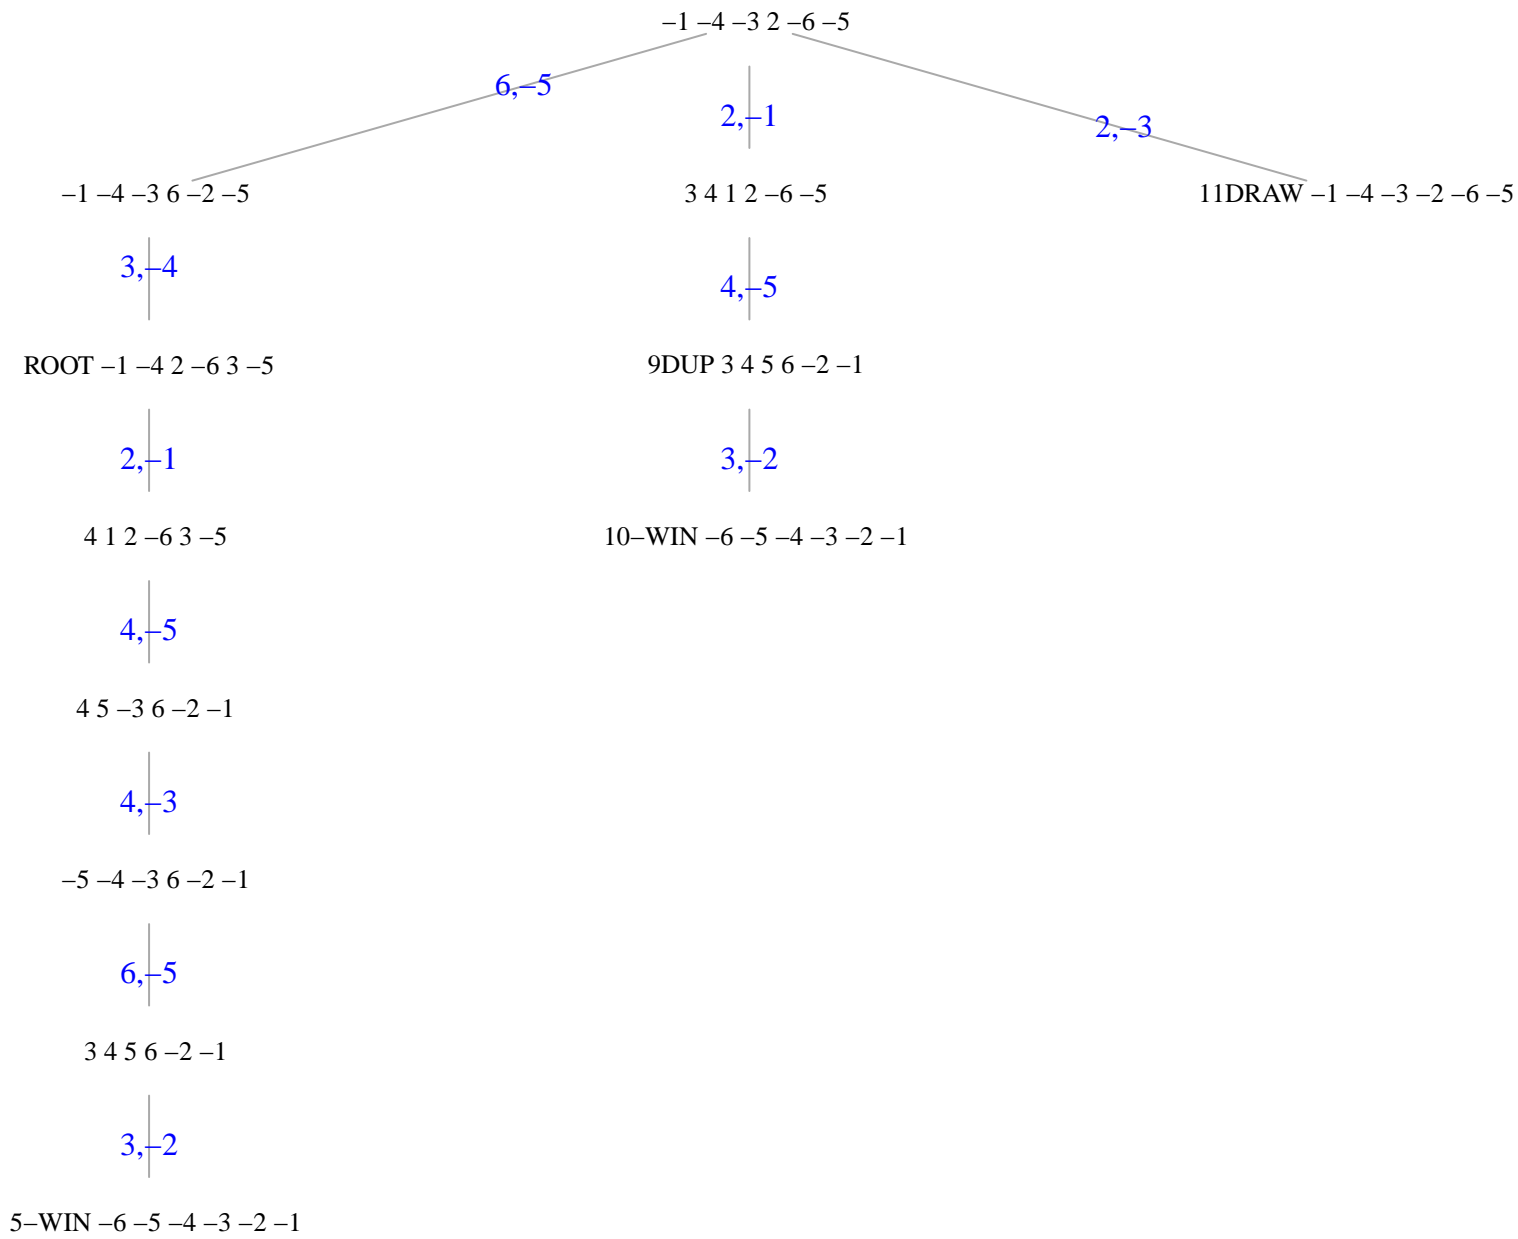 –1 –4 –3 2 –6 –5
6,–5
2,–1
2,–3
–1 –4 –3 6 –2 –5
3 4 1 2 –6 –5
11DRAW –1 –4 –3 –2 –6 –5
3,–4
4,–5
ROOT –1 –4 2 –6 3 –5
9DUP 3 4 5 6 –2 –1
2,–1
3,–2
4 1 2 –6 3 –5
10–WIN –6 –5 –4 –3 –2 –1
4,–5
4 5 –3 6 –2 –1
4,–3
–5 –4 –3 6 –2 –1
6,–5
3 4 5 6 –2 –1
3,–2
5–WIN –6 –5 –4 –3 –2 –1